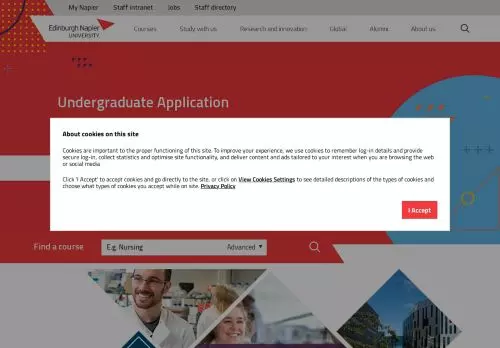 My Napier Staff intranet Jobs Staff directory
Edinburgh Napier
UNIVERSITY
Courses Study with us Research and innovation Global Alumni About us
Undergraduate Application
About cookies on this site
Cookies are important to the proper functioning of this site. To improve your experience, we use cookies to remember log-in details and provide
secure log-in, collect statistics and optimise site functionality, and deliver content and ads tailored to your interest when you are browsing the web
or social media
Click 'I Accept' to accept cookies and go directly to the site, or click on View Cookies Settings to see detailed descriptions of the types of cookies and
choose what types of cookies you accept while on site. Privacy Policy
I Accept
Find a course E.g. Nursing Advanced